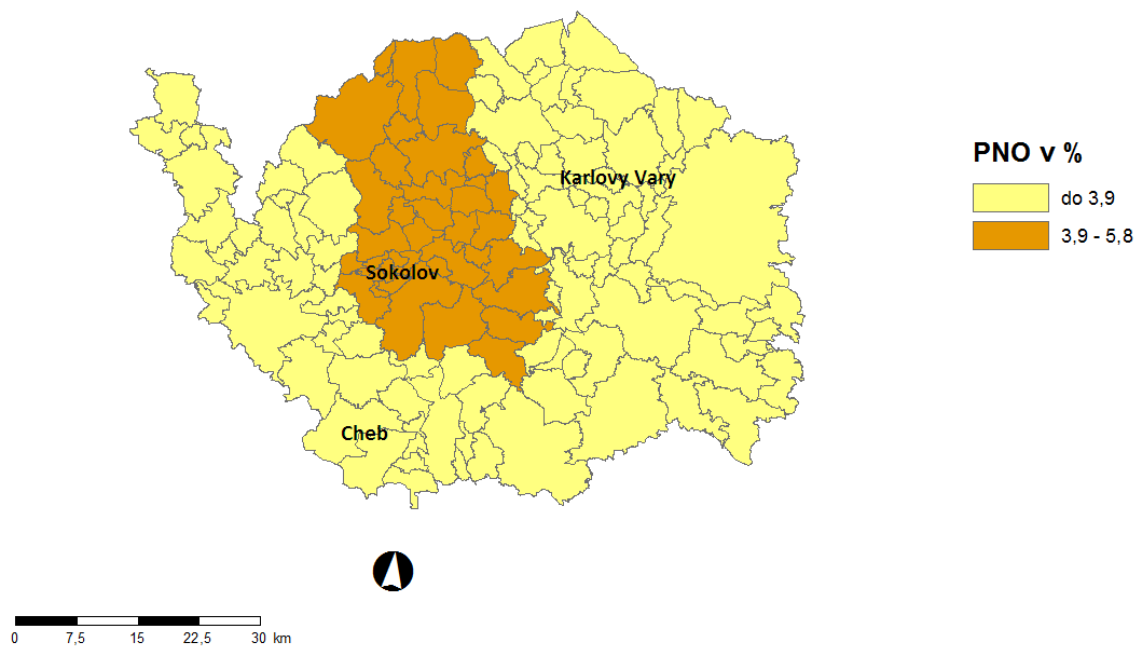 PNO v %
do 3,9
3,9 - 5,8
Karlovy Vary
Sokolov
Cheb
0 7,5 15 22,5 30 km